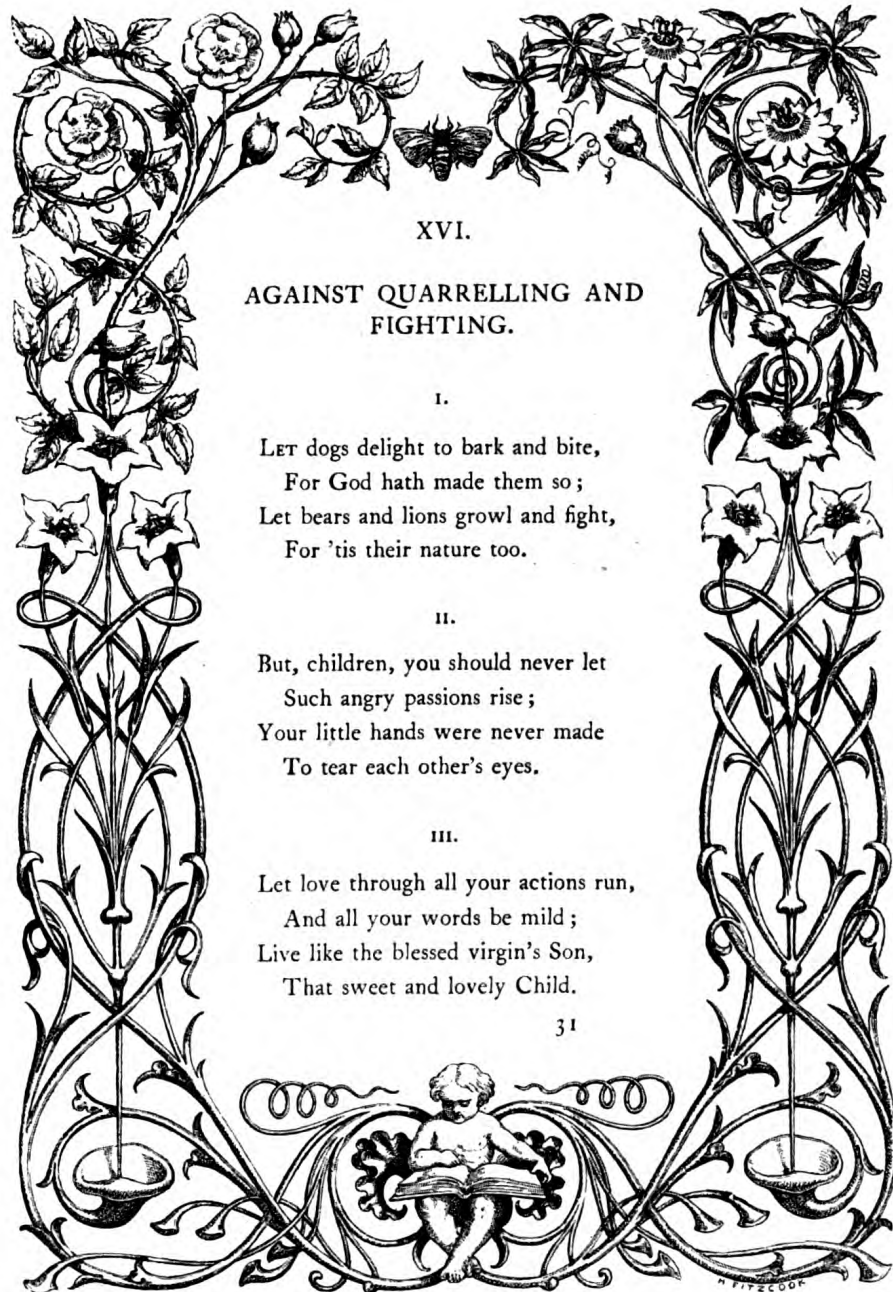 XVI.
AGAINST QUARRELLING AND
FIGHTING.
I.
LET dogs delight to bark and bite,
For God hath made them so;
Let bears and lions growl and fight,
For 'tis their nature too.
II.
But, children, you should never let
Such angry passions rise;
Your little hands were never made
To tear each other's eyes.
III.
Let love through all your actions run,
And all your words be mild;
Live like the blessed virgin's Son,
That sweet and lovely Child.
31
H FITZCOOK